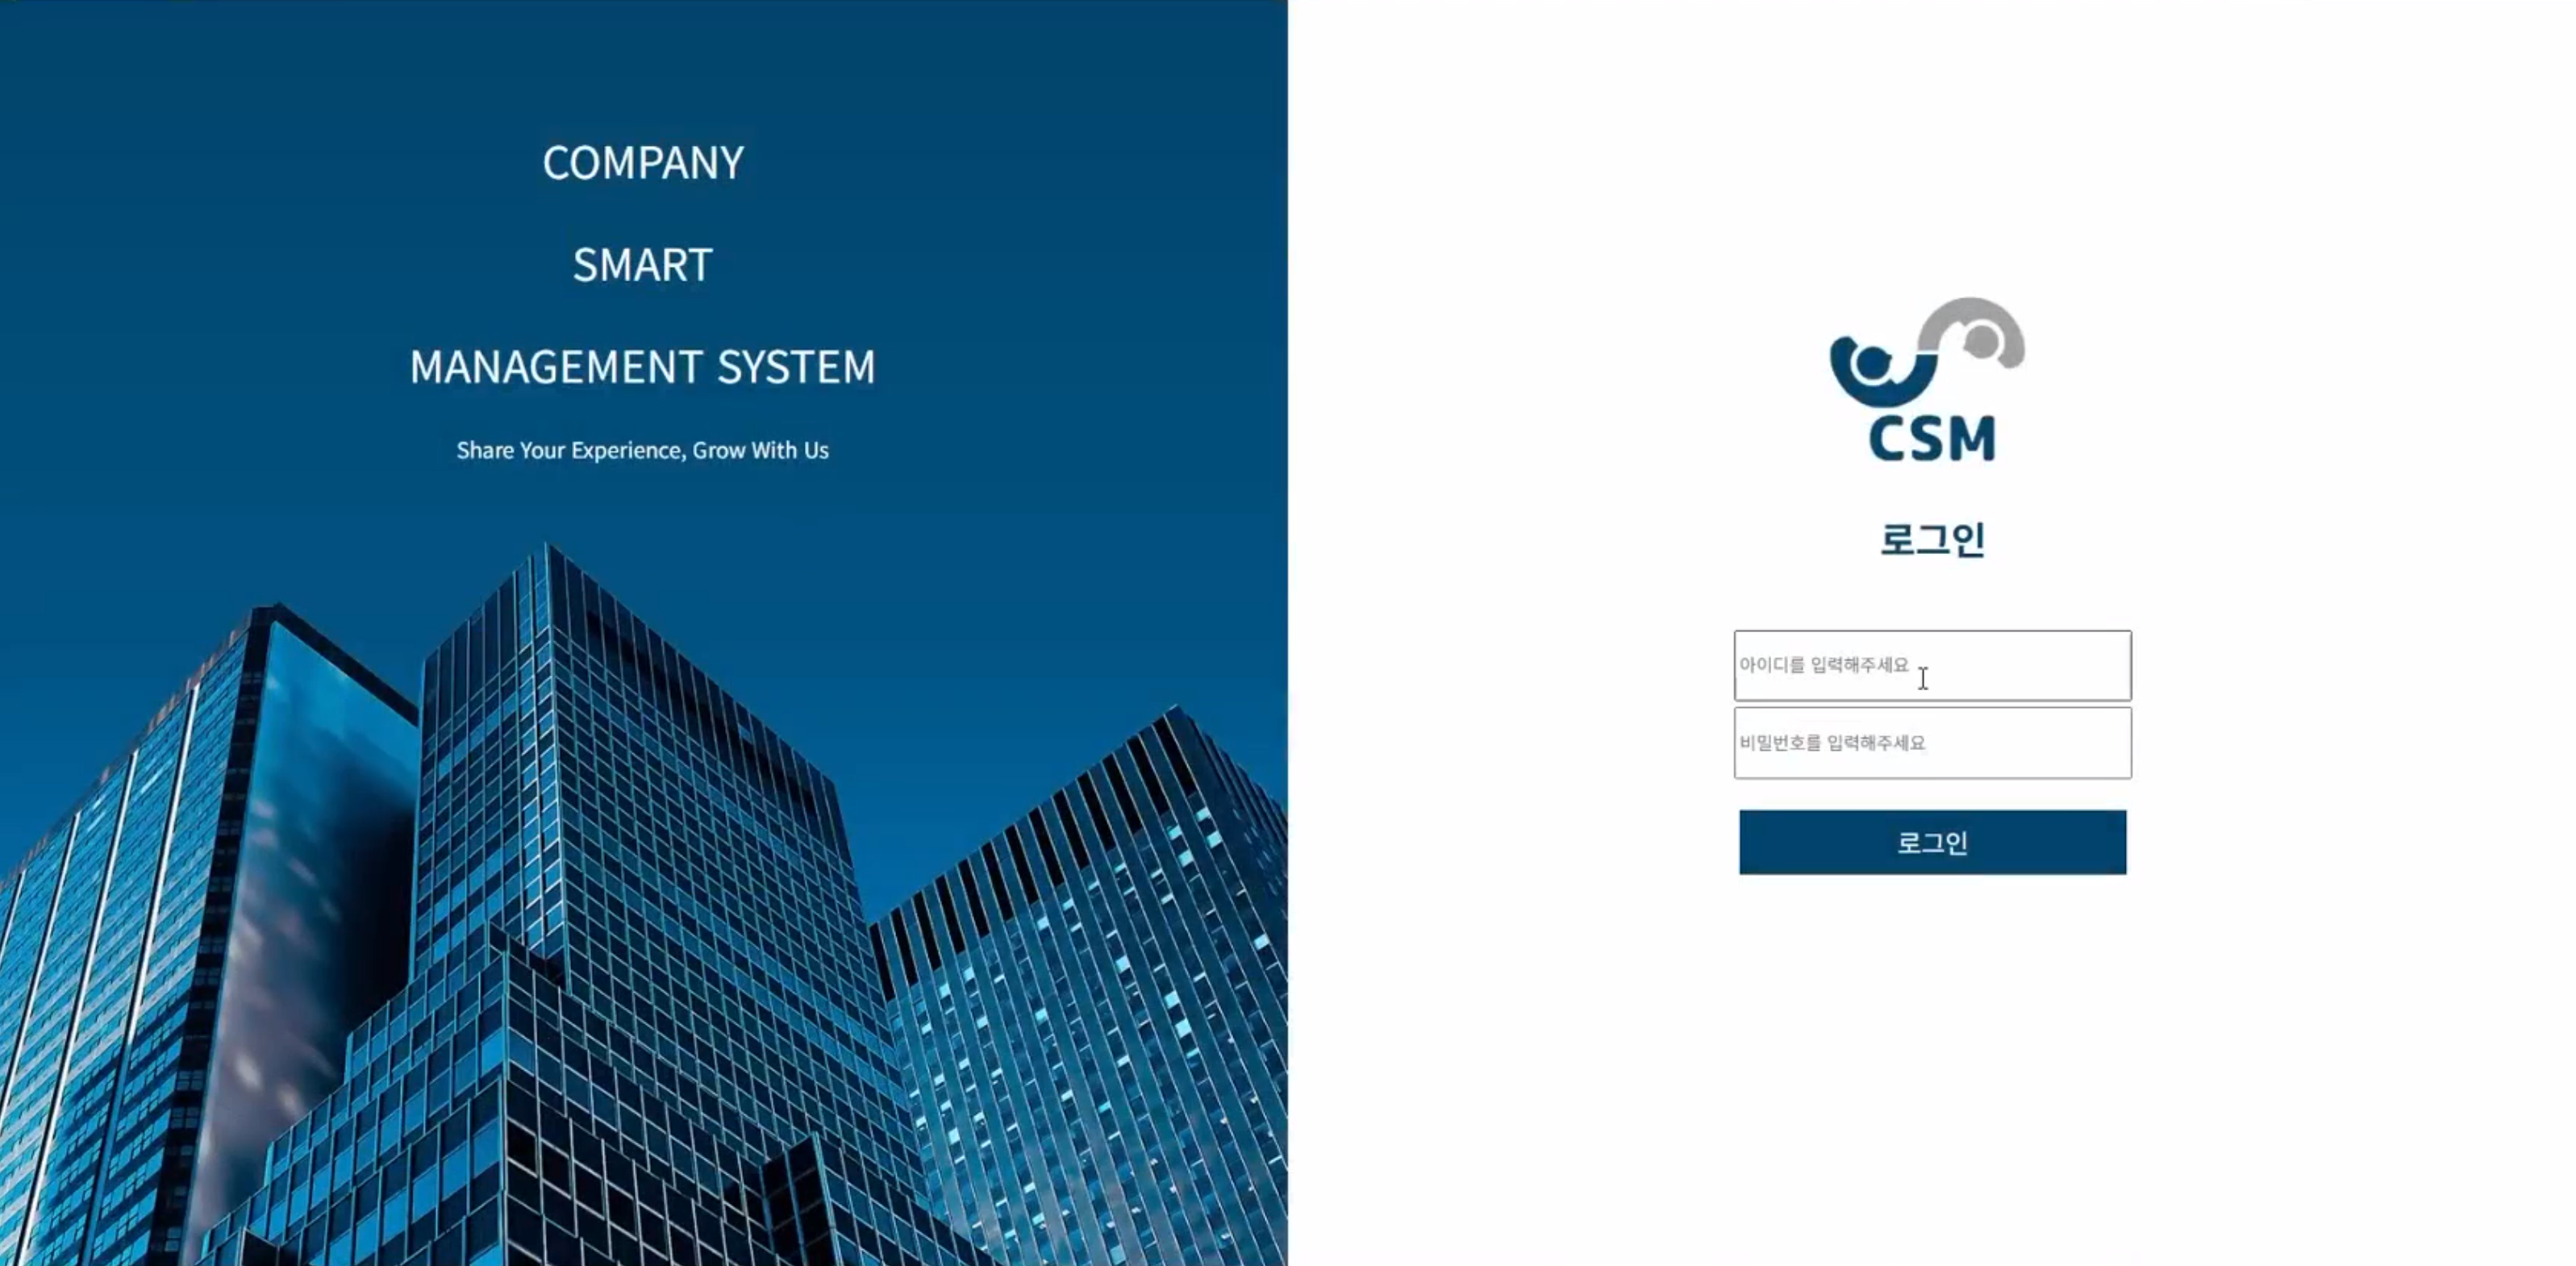 COMPANY
SMART
MANAGEMENT SYSTEM
Share Your Experience, Grow With Us
CSM
로그인
아이디를 입력해주세요
비밀번호를 입력해주세요
로그인